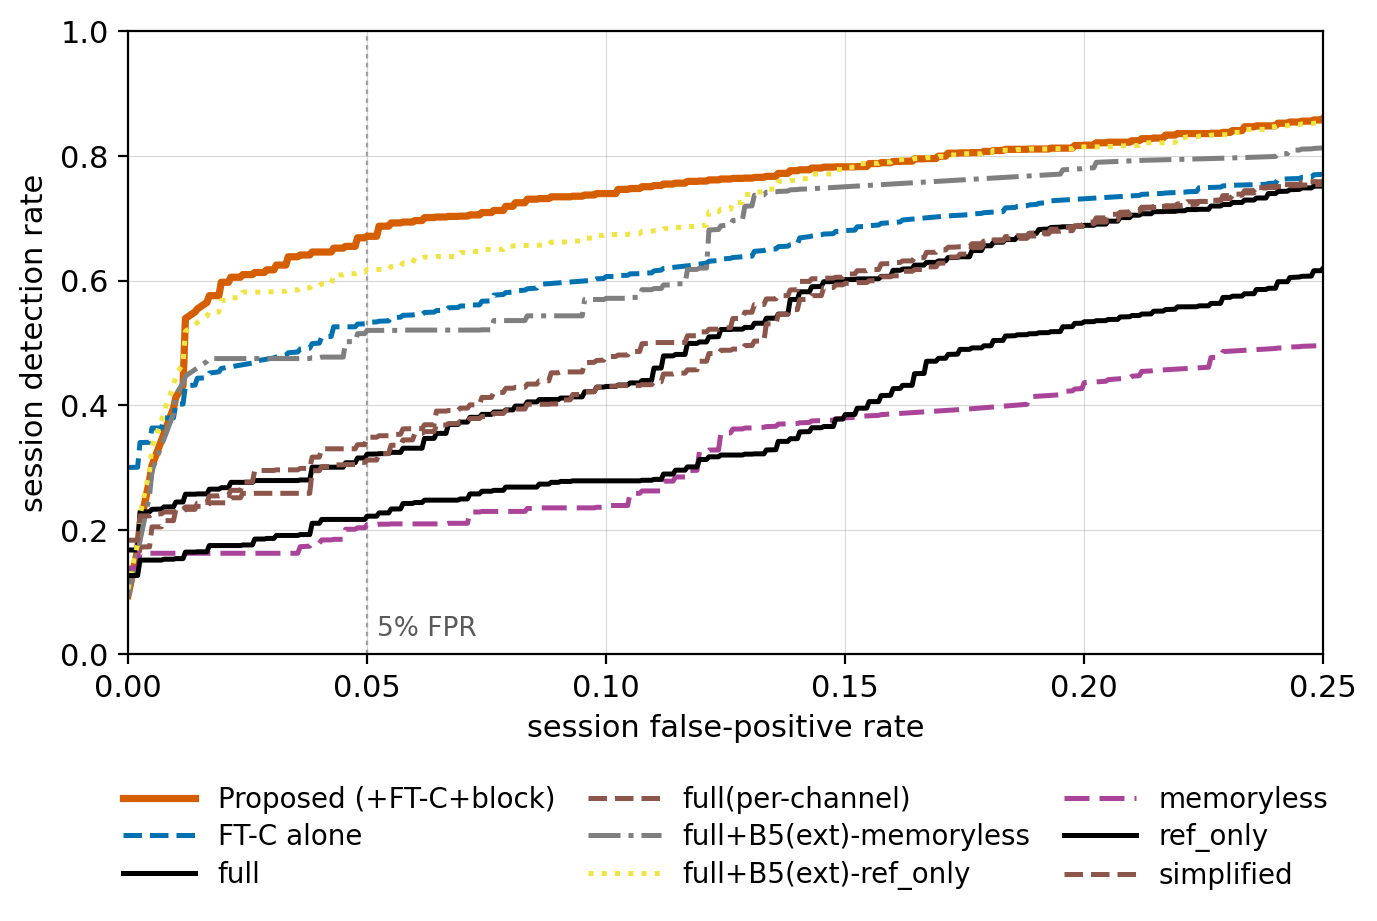 1.0
0.8
0.6
0.4
0.2
0.0
session detection rate
5% FPR
0.00 0.05 0.10 0.15 0.20 0.25
session false-positive rate
Proposed (+FT-C+block) full(per-channel) memoryless
FT-C alone full+B5(ext)-memoryless ref_only
full full+B5(ext)-ref_only simplified